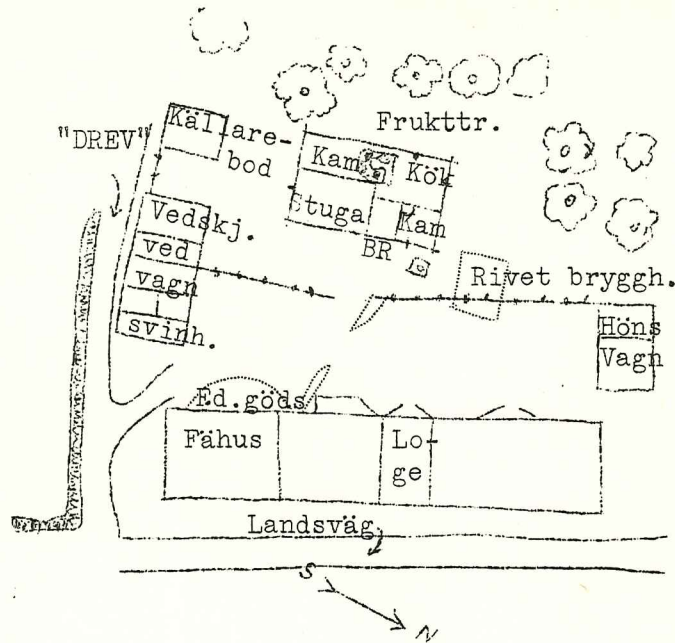 Frukttr.
"DREV"
Käl-
lare-
bod
Kam
Kök
Stuga
Kam
BR
Vedskj.
ved
vagn
svinh.
Rivet bryggh.
Höns
Vagn
Ed.göds
Fähus
Lo-
ge
Landsväg
S
N